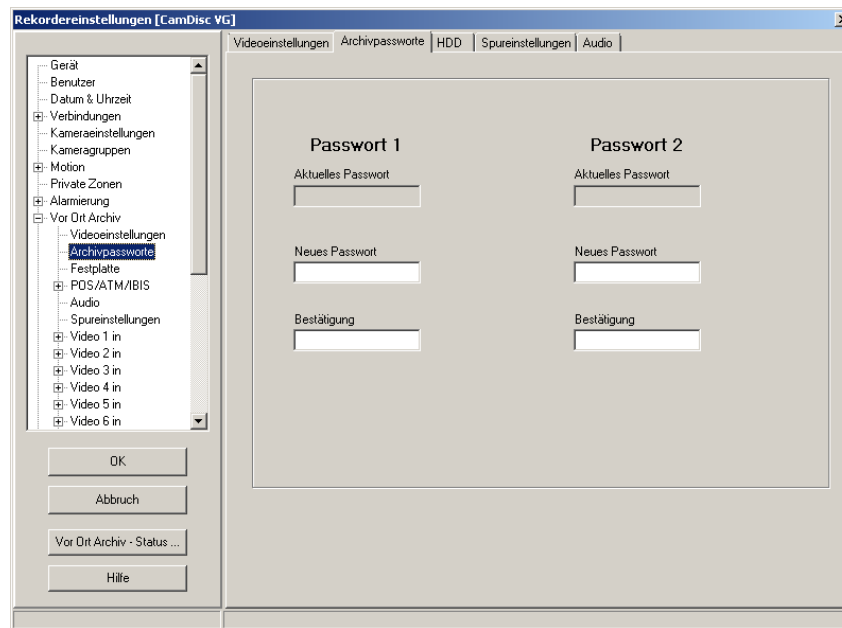 Rekordereinstellungen [CamDisc VG]
Videoeinstellungen Archivpassworte HDD Spureinstellungen Audio
Gerät
Benutzer
Datum & Uhrzeit
Verbindungen
Kameraeinstellungen
Kameragruppen
Motion
Private Zonen
Alarmierung
Vor Ort Archiv
Videoeinstellungen
Archivpassworte
Festplatte
POS/ATM/IBIS
Audio
Spureinstellungen
Video 1 in
Video 2 in
Video 3 in
Video 4 in
Video 5 in
Video 6 in
OK
Abbruch
Vor Ort Archiv - Status ...
Hilfe
Passwort 1
Aktuelles Passwort
Neues Passwort
Bestätigung
Passwort 2
Aktuelles Passwort
Neues Passwort
Bestätigung